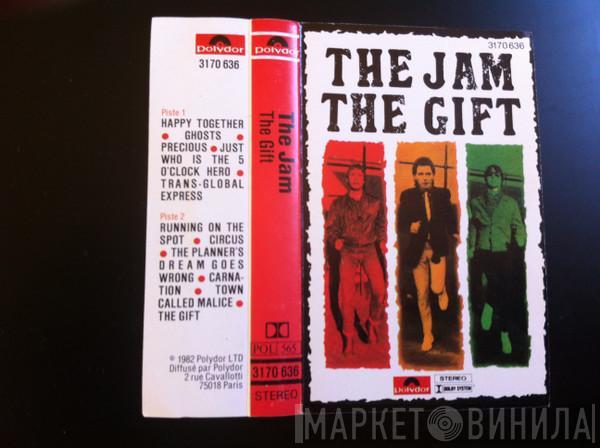 polydor
3170 636
Piste 1
HAPPY TOGETHER
● GHOSTS ●
PRECIOUS ● JUST
WHO IS THE 5
O'CLOCK HERO ●
TRANS-GLOBAL
EXPRESS
Piste 2
RUNNING ON THE
SPOT ● CIRCUS
● THE PLANNER'S
DREAM GOES
WRONG ● CARNA-
TION ● TOWN
CALLED MALICE ●
THE GIFT
℗ 1982 Polydor LTD
Diffusé par Polydor
2 rue Cavallotti
75018 Paris
polydor
The Jam
The Gift
POL 565
3170 636
STEREO
3170 636
THE JAM
THE GIFT
polydor
STEREO
DOLBY SYSTEM
МАРКЕТ ВИНИЛА